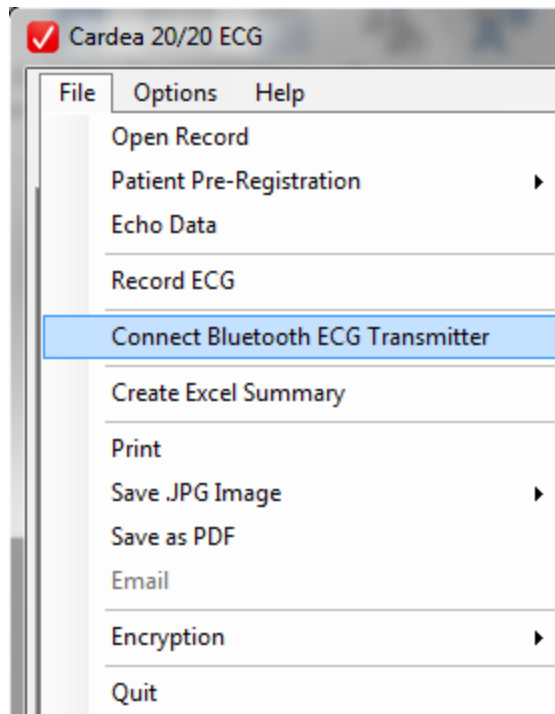 Cardea 20/20 ECG
File Options Help
Open Record
Patient Pre-Registration
Echo Data
Record ECG
Connect Bluetooth ECG Transmitter
Create Excel Summary
Print
Save .JPG Image
Save as PDF
Email
Encryption
Quit